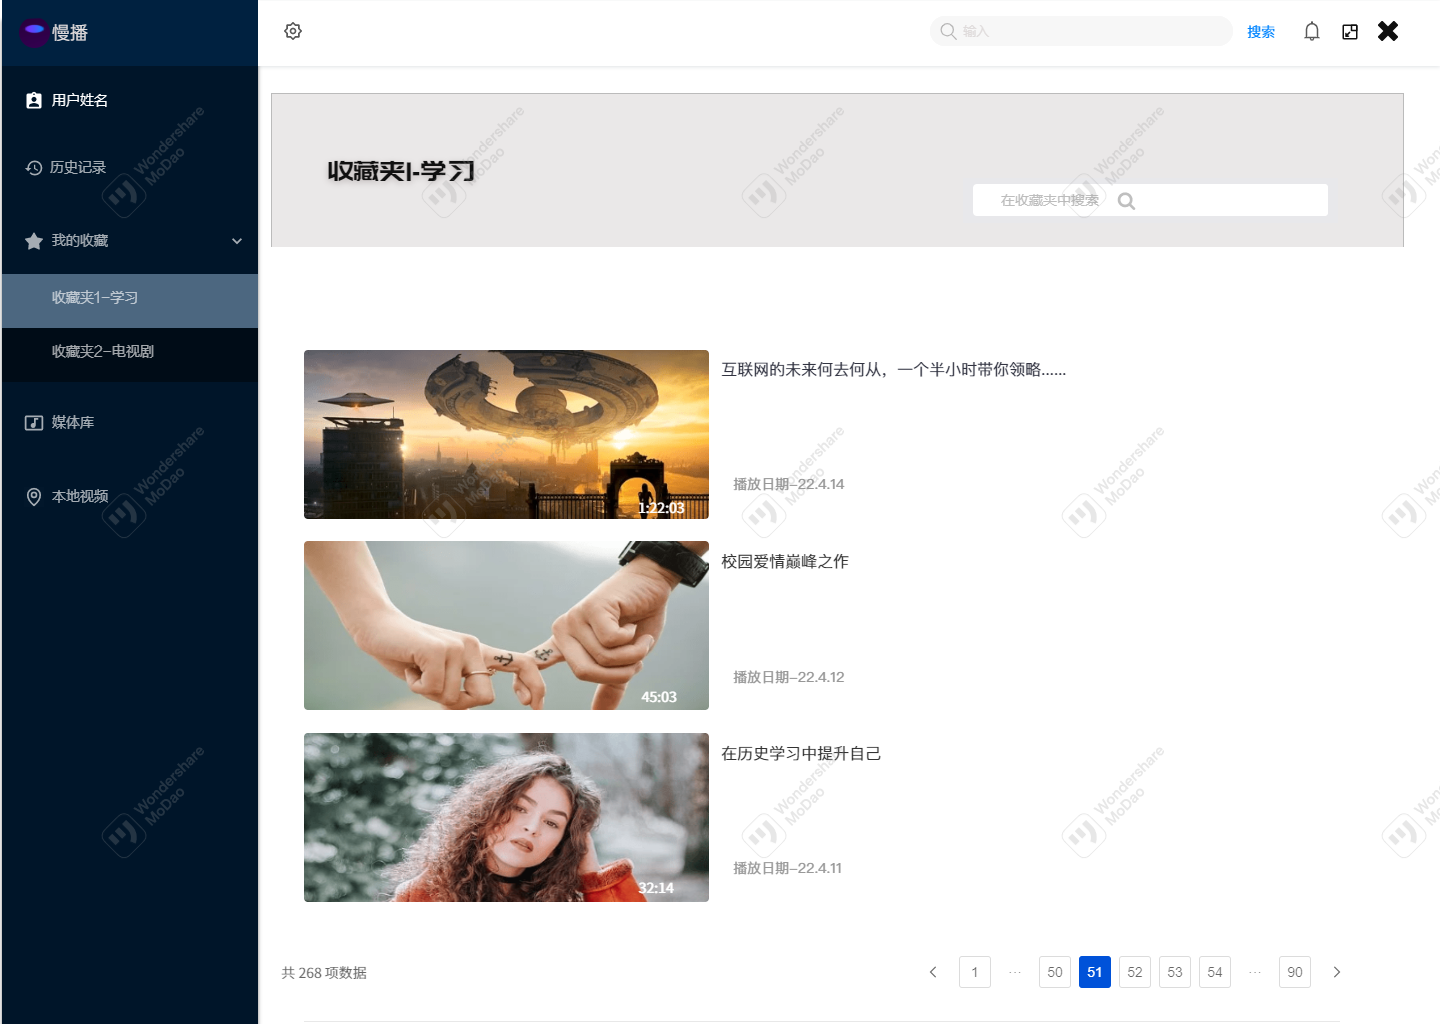 慢播
输入
搜索
用户姓名
历史记录
我的收藏
收藏夹1-学习
收藏夹2-电视剧
媒体库
本地视频
收藏夹1-学习
在收藏夹中搜索
互联网的未来何去何从，一个半小时带你领略......
播放日期-22.4.14
1:22:03
校园爱情巅峰之作
播放日期-22.4.12
45:03
在历史学习中提升自己
播放日期-22.4.11
32:14
共 268 项数据
1 ... 50 51 52 53 54 ... 90
Wondershare
MoDao